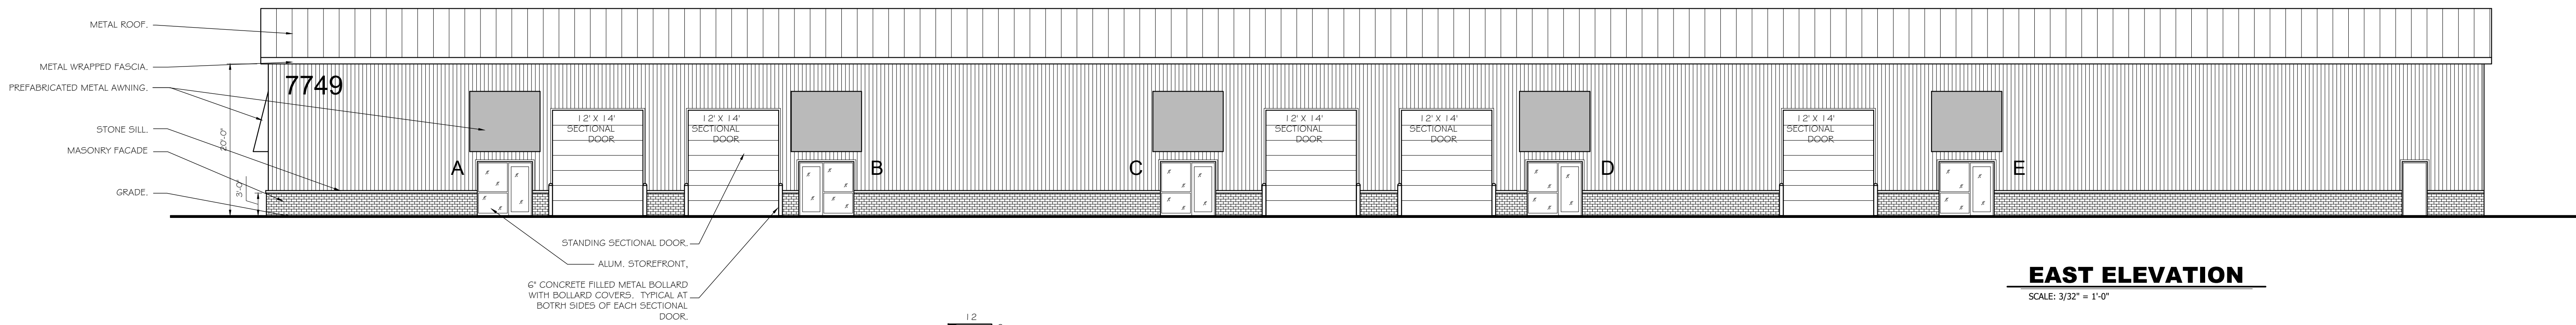 METAL ROOF.
METAL WRAPPED FASCIA.
PREFABRICATED METAL AWNING.
STONE SILL.
MASONRY FACADE
GRADE.
20'-0"
3'-0"
7749
A
12' X 14'
SECTIONAL
DOOR
12' X 14'
SECTIONAL
DOOR
B
C
12' X 14'
SECTIONAL
DOOR
12' X 14'
SECTIONAL
DOOR
D
12' X 14'
SECTIONAL
DOOR
E
STANDING SECTIONAL DOOR.
ALUM. STOREFRONT,
6" CONCRETE FILLED METAL BOLLARD
WITH BOLLARD COVERS. TYPICAL AT
BOTRH SIDES OF EACH SECTIONAL
DOOR.
EAST ELEVATION
SCALE: 3/32" = 1'-0"
12